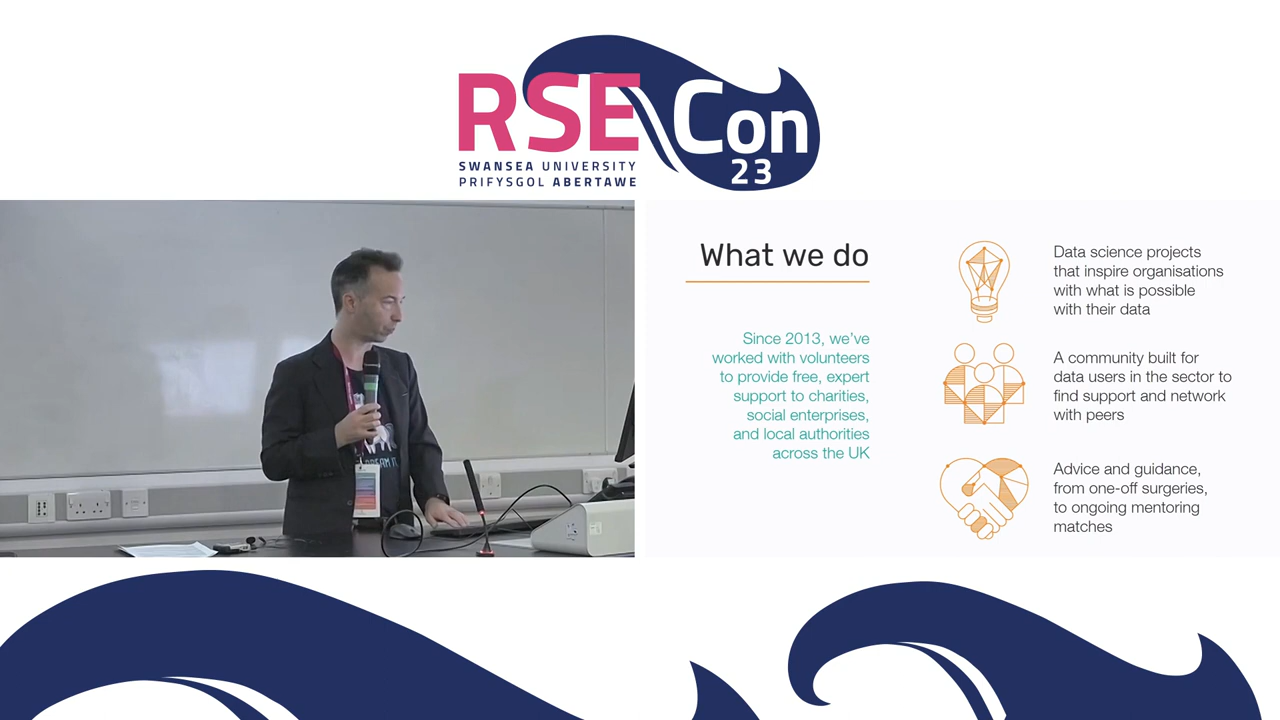 RSE Con
23
SWANSEA UNIVERSITY
PRIFYSGOL ABERTAWE
What we do
Since 2013, we've
worked with volunteers
to provide free, expert
support to charities,
social enterprises,
and local authorities
across the UK
Data science projects
that inspire organisations
with what is possible
with their data
A community built for
data users in the sector to
find support and network
with peers
Advice and guidance,
from one-off surgeries,
to ongoing mentoring
matches
DREAM IT